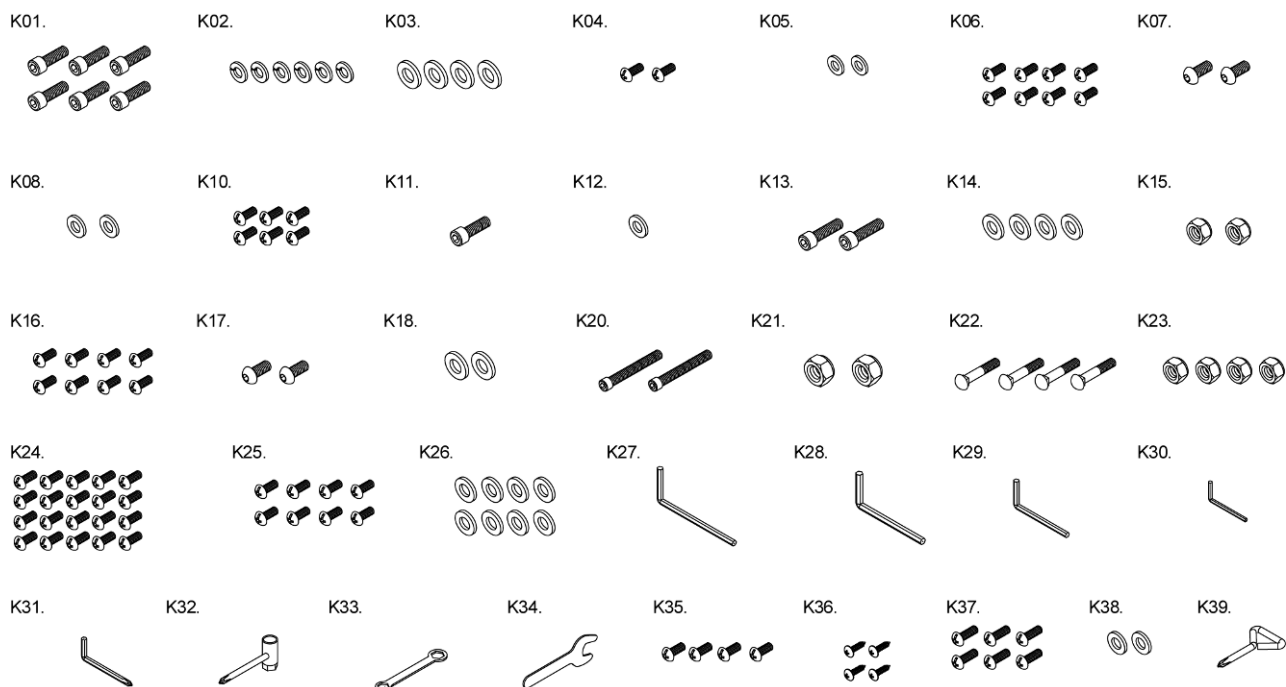 K01. K02. K03. K04. K05. K06. K07.
K08. K10. K11. K12. K13. K14. K15.
K16. K17. K18. K20. K21. K22. K23.
K24. K25. K26. K27. K28. K29. K30.
K31. K32. K33. K34. K35. K36. K37. K38. K39.